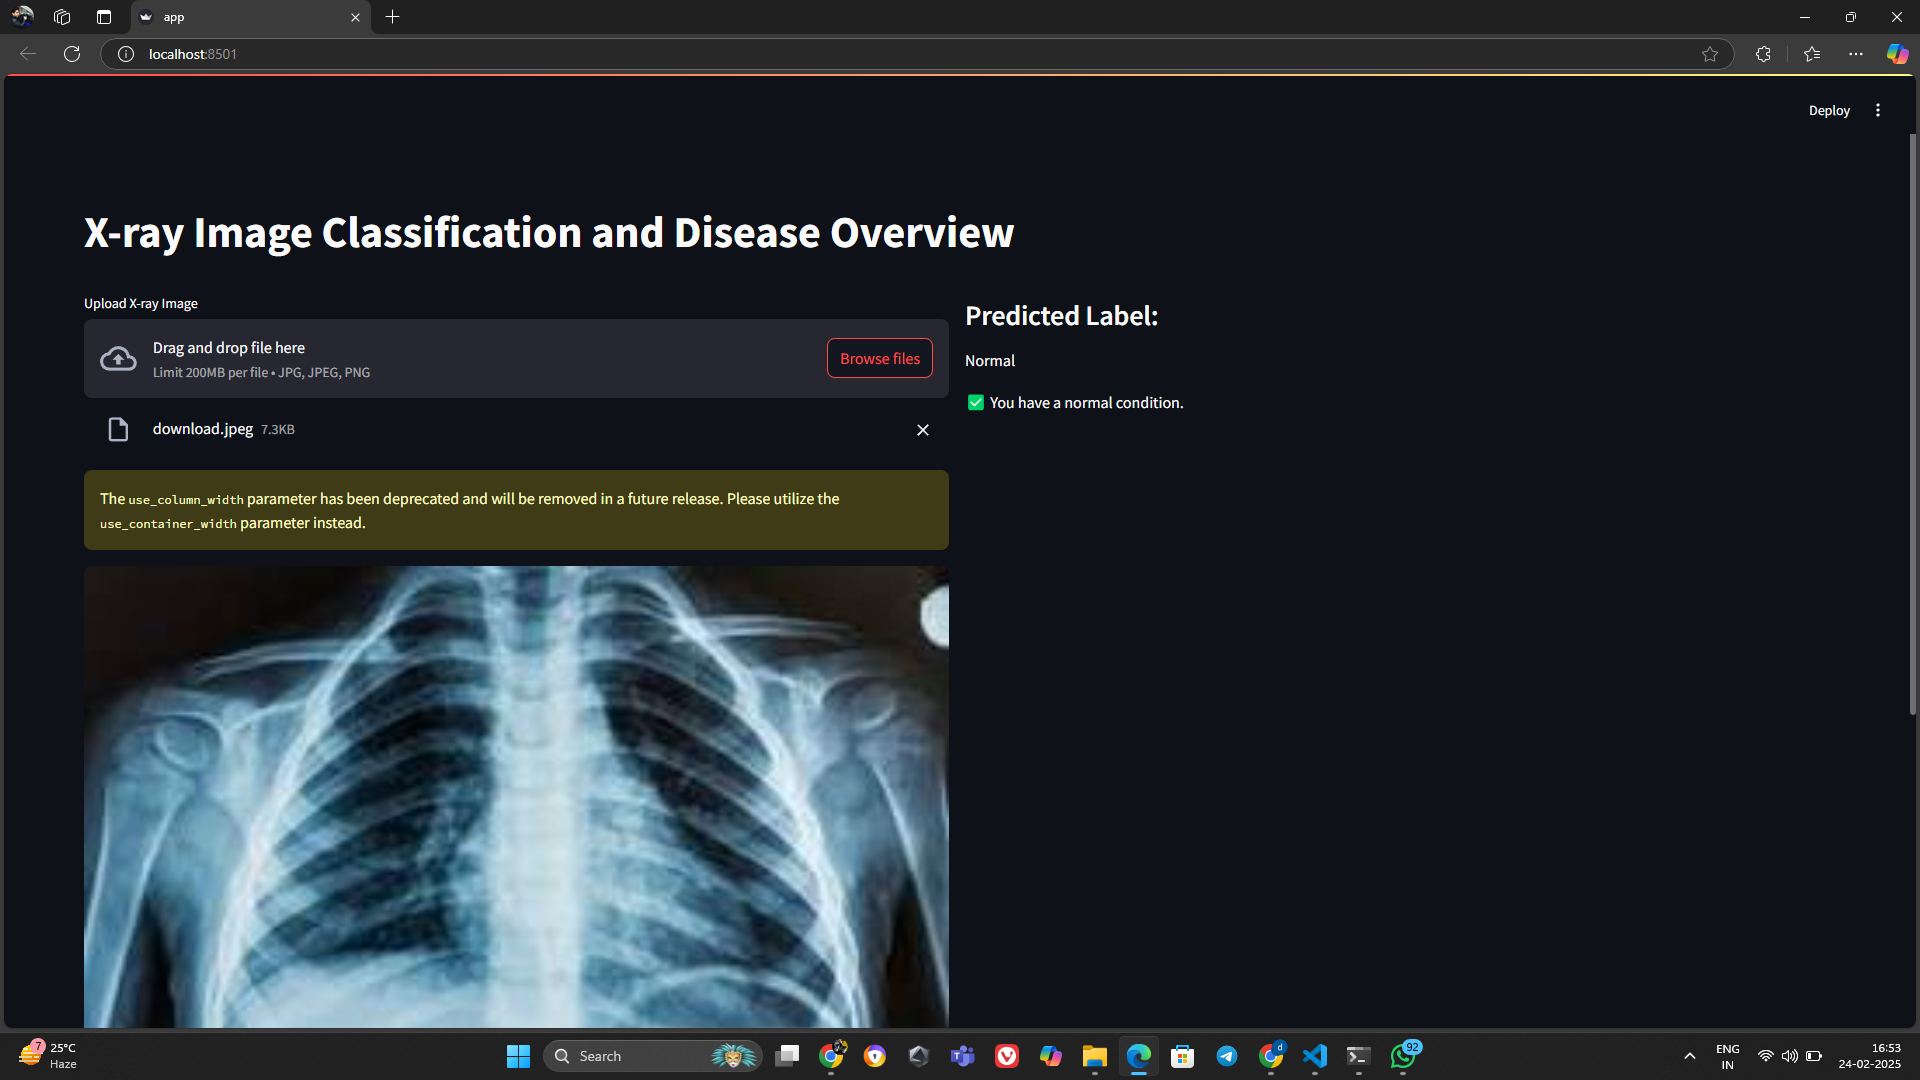 app
localhost:8501
Deploy
X-ray Image Classification and Disease Overview
Upload X-ray Image
Drag and drop file here
Limit 200MB per file • JPG, JPEG, PNG
Browse files
download.jpeg 7.3KB
The use_column_width parameter has been deprecated and will be removed in a future release. Please utilize the
use_container_width parameter instead.
Predicted Label:
Normal
✅ You have a normal condition.
7
25°C
Haze
Search
d
92
ENG
IN
16:53
24-02-2025